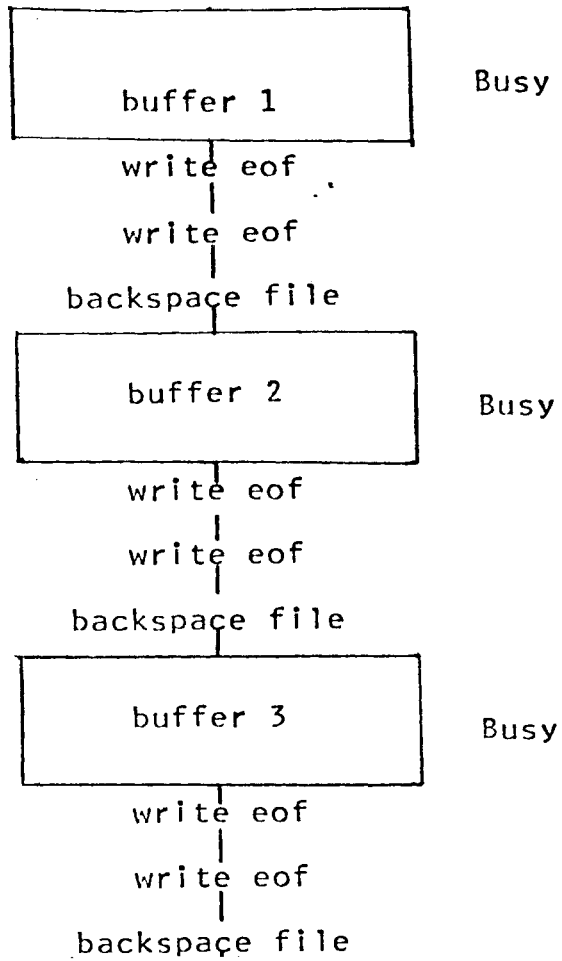 Busy
buffer 1
write eof
write eof
backspace file
buffer 2
Busy
write eof
write eof
backspace file
buffer 3
Busy
write eof
write eof
backspace file